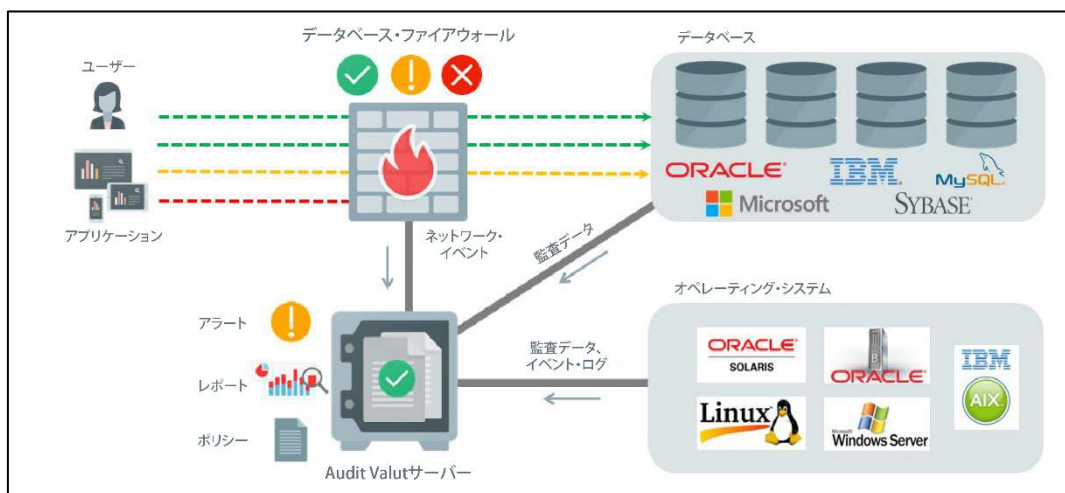 データベース・ファイアウォール
データベース
ユーザー
アプリケーション
ORACLE
IBM
MySQL
Microsoft
SYBASE
ネットワーク・
イベント
監査データ
オペレーティング・システム
アラート
レポート
ポリシー
監査データ、
イベント・ログ
ORACLE
SOLARIS
B
ORACLE
IBM
AIX
Linux
Microsoft
Windows Server
Audit Valutサーバー